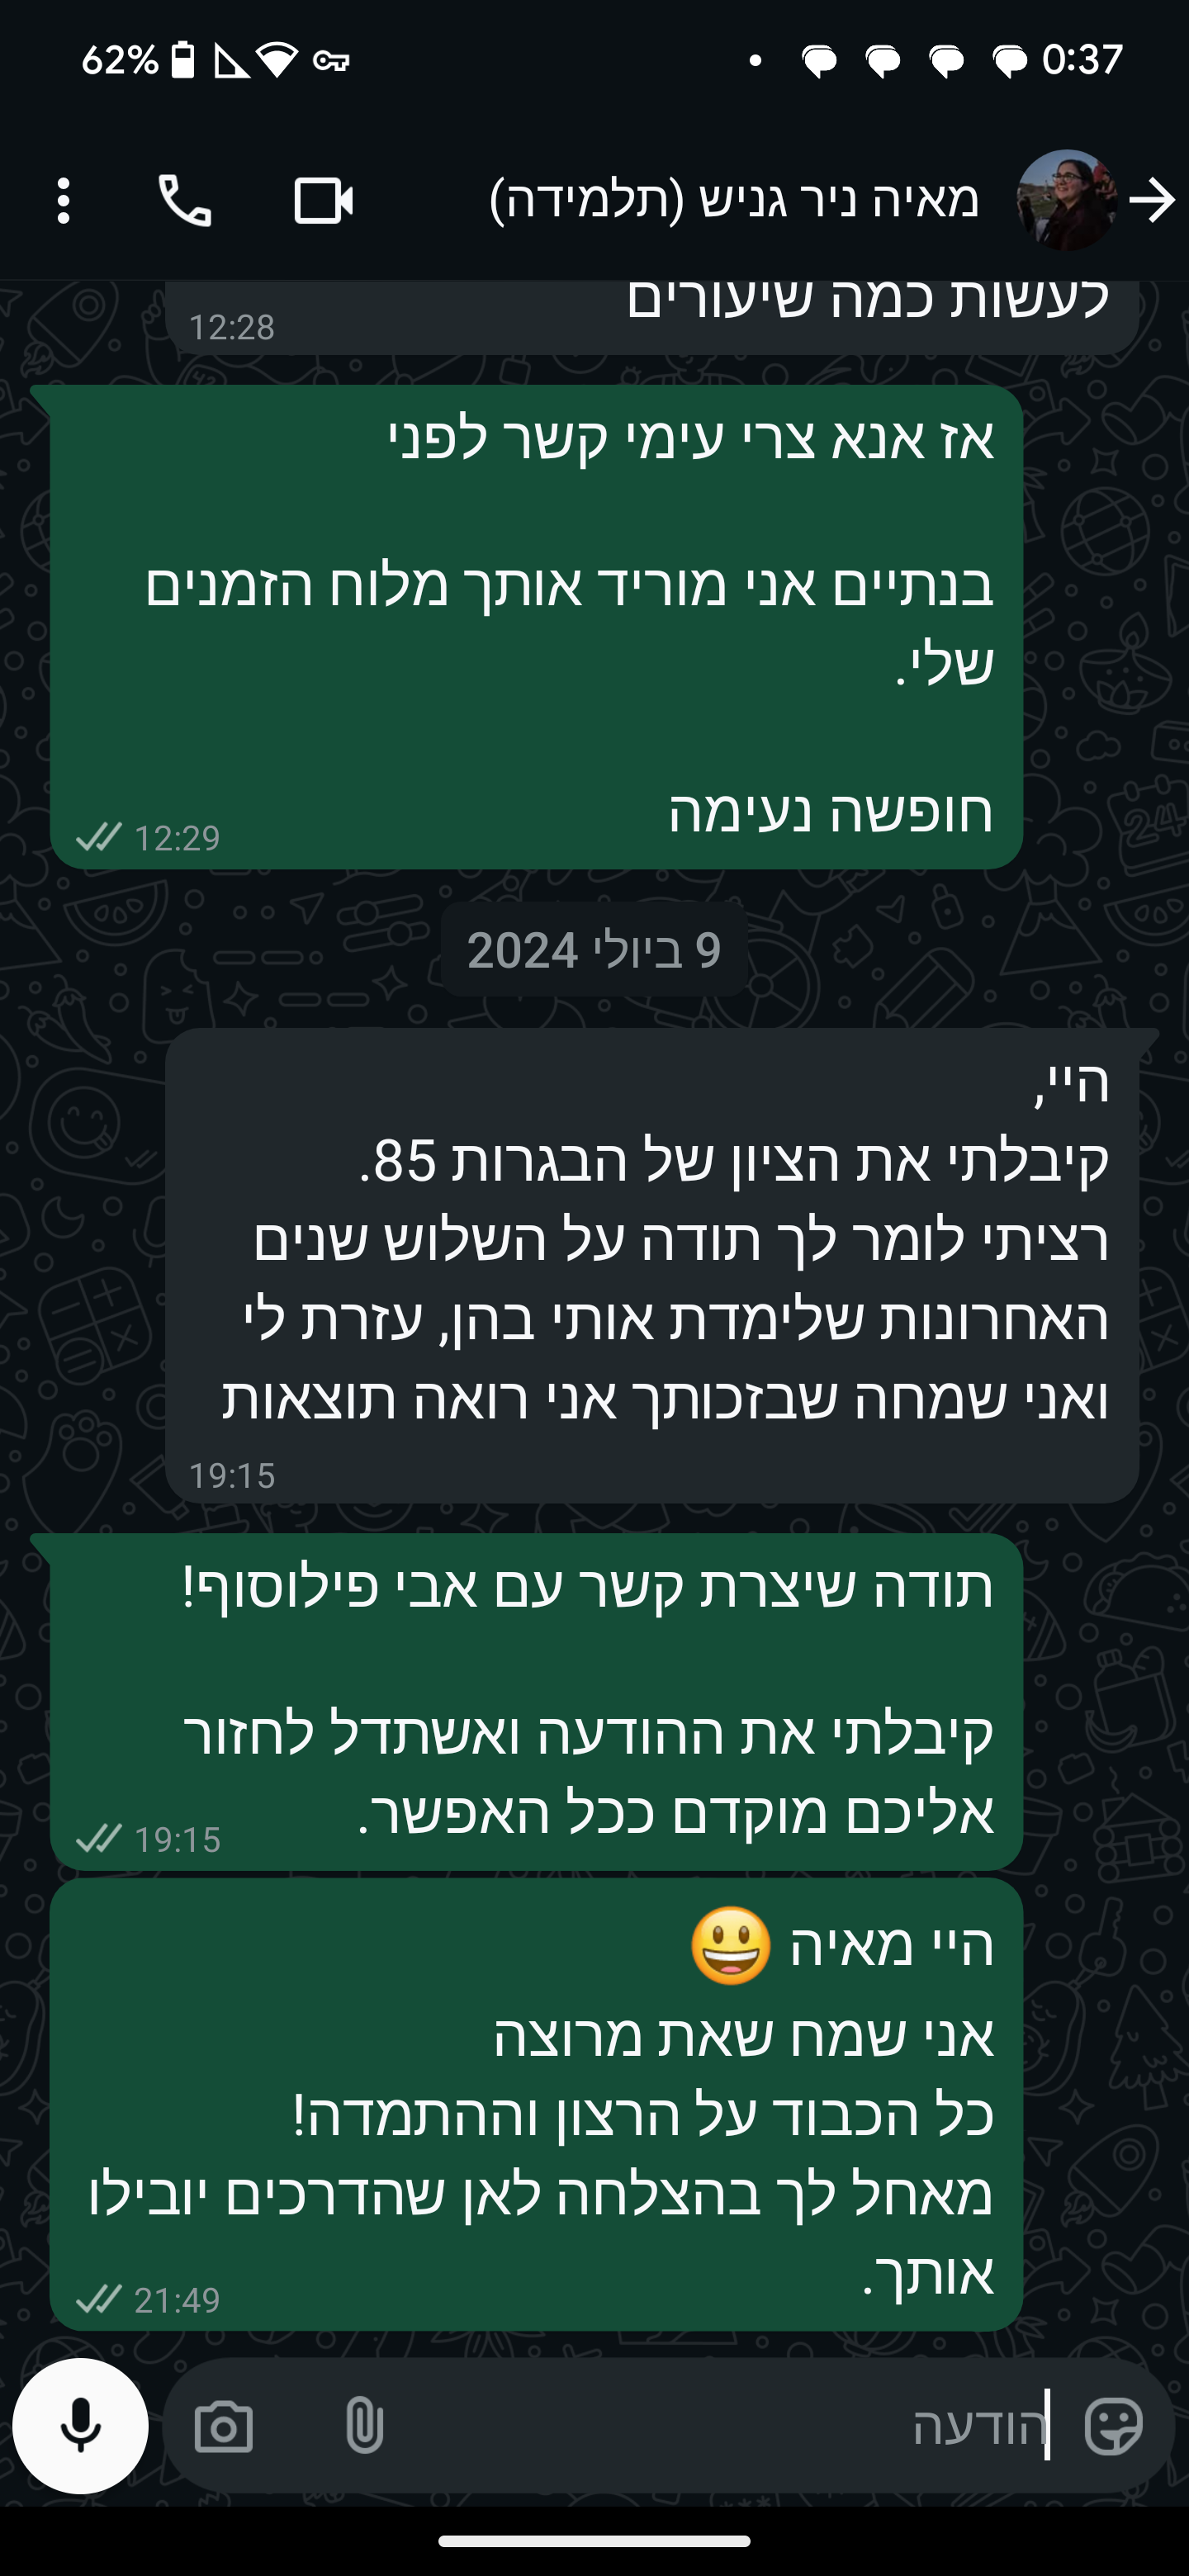 62%
0:37
מאיה ניר גניש (תלמידה)
לעשות כמה שיעורים
12:28
אז אנא צרי עימי קשר לפני
בנתיים אני מוריד אותך מלוח הזמנים
שלי.
חופשה נעימה
12:29
9 ביולי 2024
היי,
קיבלתי את הציון של הבגרות 85.
רציתי לומר לך תודה על השלוש שנים
האחרונות שלימדת אותי בהן, עזרת לי
ואני שמחה שבזכותך אני רואה תוצאות
19:15
תודה שיצרת קשר עם אבי פילוסוף!
קיבלתי את ההודעה ואשתדל לחזור
אליכם מוקדם ככל האפשר.
19:15
היי מאיה 😃
אני שמח שאת מרוצה
כל הכבוד על הרצון וההתמדה!
מאחל לך בהצלחה לאן שהדרכים יובילו
אותך.
21:49
הודעה